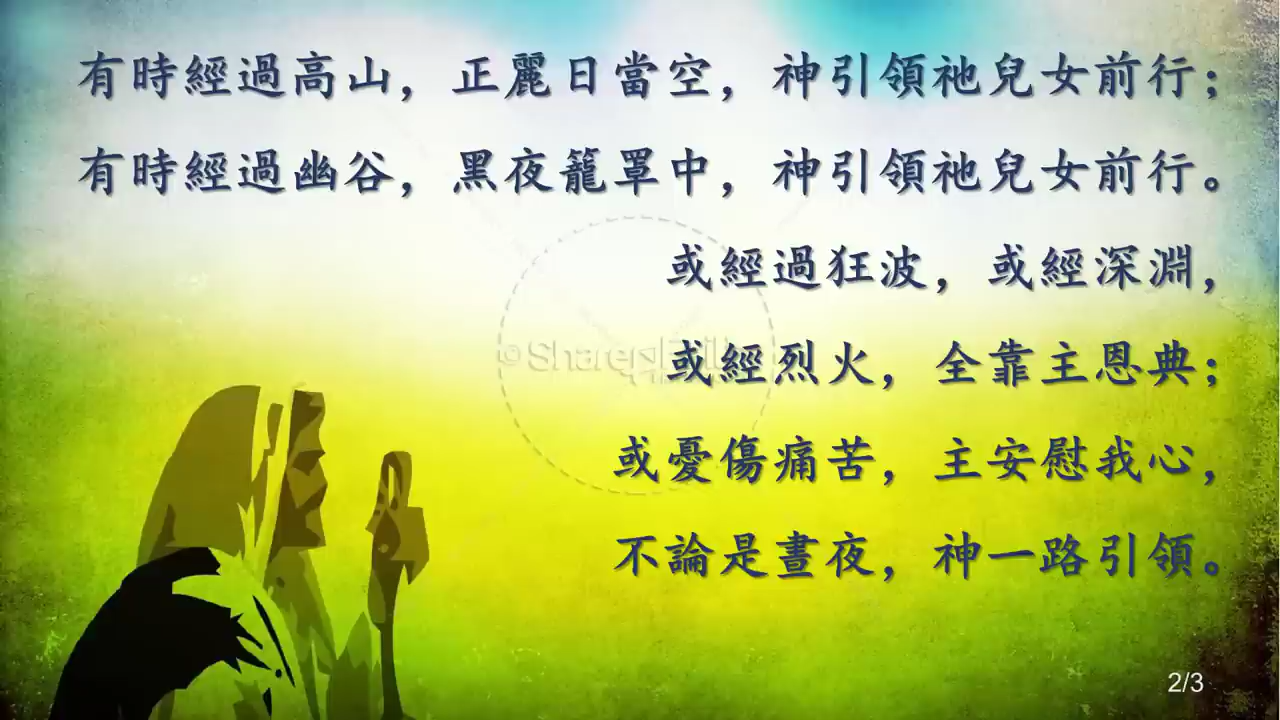 有時經過高山，正麗日當空，神引領祂兒女前行；
有時經過幽谷，黑夜籠罩中，神引領祂兒女前行。
或經過狂波，或經深淵，
或經烈火，全靠主恩典；
或憂傷痛苦，主安慰我心，
不論是晝夜，神一路引領。
2/3